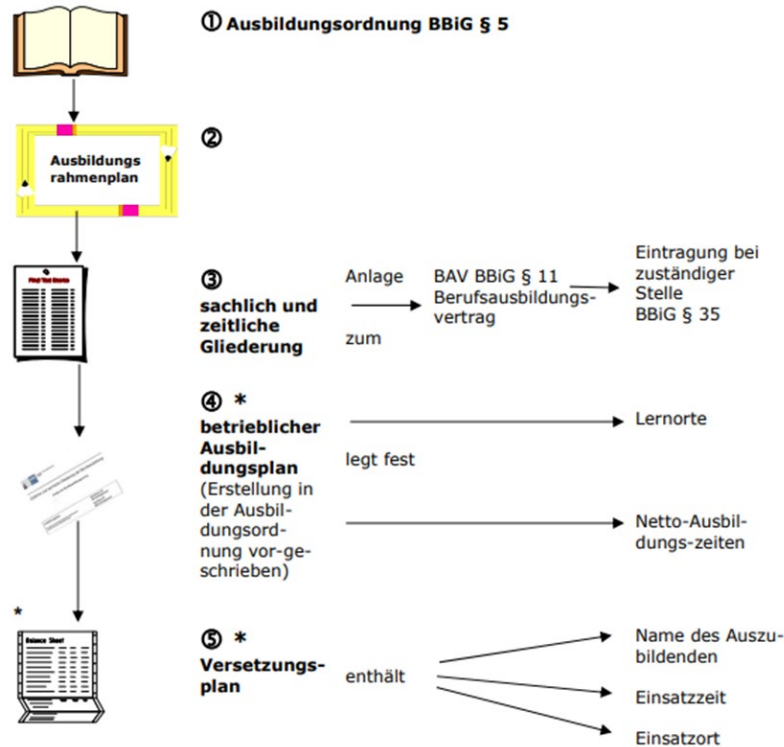 ① Ausbildungsordnung BBiG § 5
②
Ausbildungs
rahmenplan
③
sachlich und
zeitliche
Gliederung
Anlage
zum
BAV BBiG § 11
Berufsausbildungs-
vertrag
Eintragung bei
zuständiger
Stelle
BBiG § 35
④ *
betrieblicher
Ausbil-
dungsplan
(Erstellung in
der Ausbil-
dungsord-
nung vor-ge-
schrieben)
legt fest
Lernorte
Netto-Ausbil-
dungs-zeiten
*
Balance Sheet
⑤ *
Versetzungs-
plan
enthält
Name des Auszu-
bildenden
Einsatzzeit
Einsatzort